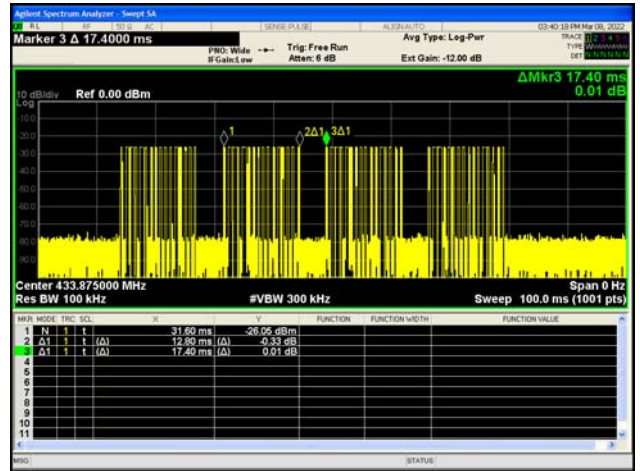 Agilent Spectrum Analyzer - Swept SA
RL RF 50 Ω AC SENSE:PULSE ALIGN AUTO 03:40:18 PM Mar 08, 2022
Marker 3 Δ 17.4000 ms
PNO: Wide
IFGain:Low
Trig: Free Run
Atten: 6 dB
Avg Type: Log-Pwr
Ext Gain: -12.00 dB
TRACE 1 2 3 4 5 6
TYPE
DET N N N N N N
ΔMkr3 17.40 ms
0.01 dB
10 dB/div Ref 0.00 dBm
Log
-10.0
1 2Δ1 3Δ1
-30.0
-40.0
-50.0
-60.0
-80.0
-90.0
Center 433.875000 MHz Span 0 Hz
Res BW 100 kHz #VBW 300 kHz Sweep 100.0 ms (1001 pts)
MKR MODE TRC SCL X Y FUNCTION FUNCTION WIDTH FUNCTION VALUE
1 N 1 t 31.60 ms -26.05 dBm
2 Δ1 1 t (Δ) 12.80 ms (Δ) -0.33 dB
3 Δ1 1 t (Δ) 17.40 ms (Δ) 0.01 dB
4
5
6
7
8
9
10
11
MSG STATUS